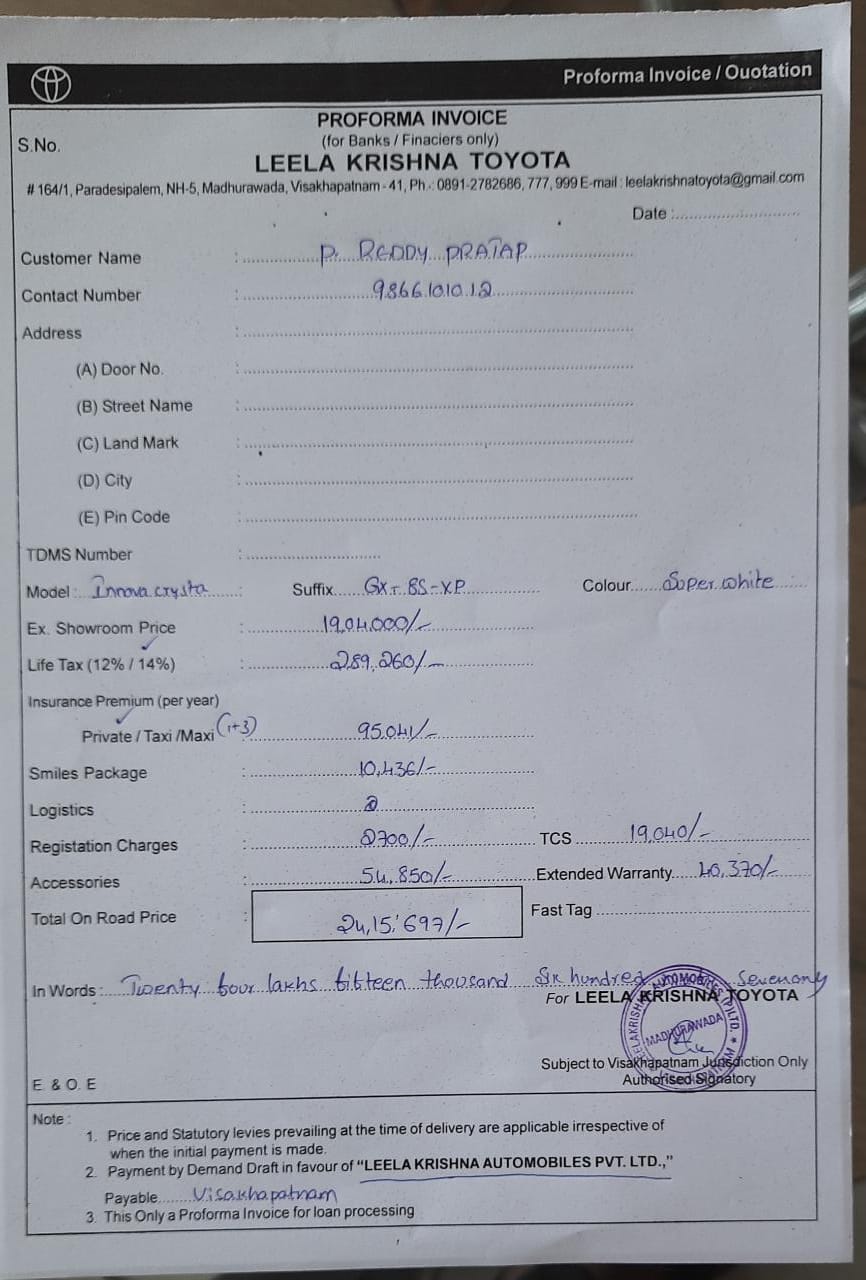 Proforma Invoice / Ouotation
PROFORMA INVOICE
S.No.
(for Banks / Finaciers only)
LEELA KRISHNA TOYOTA
# 164/1, Paradesipalem, NH-5, Madhurawada, Visakhapatnam - 41, Ph.: 0891-2782686, 777, 999 E-mail : leelakrishnatoyota@gmail.com
Date :
Customer Name : P. REDDY PRATAP
Contact Number : 9866101012
Address :
(A) Door No. :
(B) Street Name :
(C) Land Mark :
(D) City :
(E) Pin Code :
TDMS Number :
Model : Innova crysta Suffix GX - 8S - XP Colour Super white
Ex. Showroom Price : 19,04,000/-
Life Tax (12% / 14%) : 289,260/-
Insurance Premium (per year)
Private / Taxi /Maxi (1+3) 95,041/-
Smiles Package : 10,436/-
Logistics :
Registation Charges : 2700/- TCS 19,040/-
Accessories : 54,850/- Extended Warranty 40,370/-
Total On Road Price : 24,15,697/- Fast Tag
In Words : Twenty four lakhs fifteen thousand Six hundred
For LEELA KRISHNA TOYOTA
MADHURAWADA
Subject to Visakhapatnam Jurisdiction Only
E. & O. E Authorised Signatory
Note :
1. Price and Statutory levies prevailing at the time of delivery are applicable irrespective of
when the initial payment is made.
2. Payment by Demand Draft in favour of “LEELA KRISHNA AUTOMOBILES PVT. LTD.,”
Payable Visakhapatnam
3. This Only a Proforma Invoice for loan processing